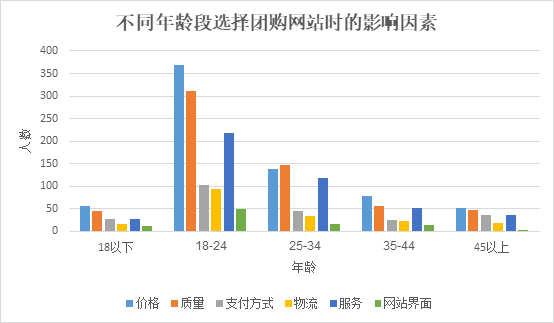 不同年龄段选择团购网站时的影响因素
400
350
300
250
200
150
100
50
0
人数
18以下 18-24 25-34 35-44 45以上
年龄
价格 质量 支付方式 物流 服务 网站界面